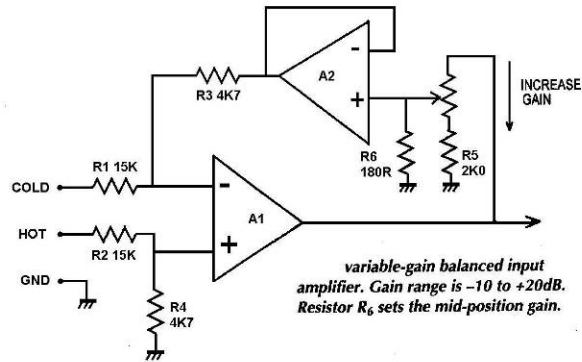 -
A2
+
R3 4K7
INCREASE
GAIN
R6
180R
R5
2K0
R1 15K
COLD
-
A1
HOT
R2 15K
+
GND
R4
4K7
variable-gain balanced input
amplifier. Gain range is –10 to +20dB.
Resistor R6 sets the mid-position gain.